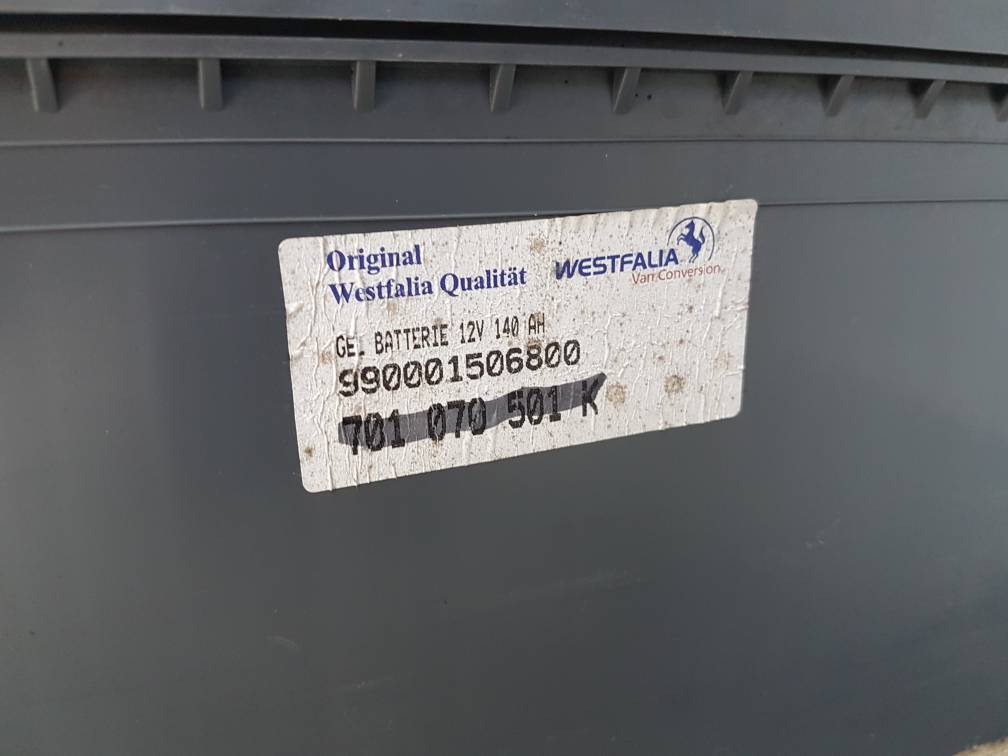 Original
Westfalia Qualität
WESTFALIA
Van Conversion
GEL BATTERIE 12V 140 AH
990001506800
701 070 501 K